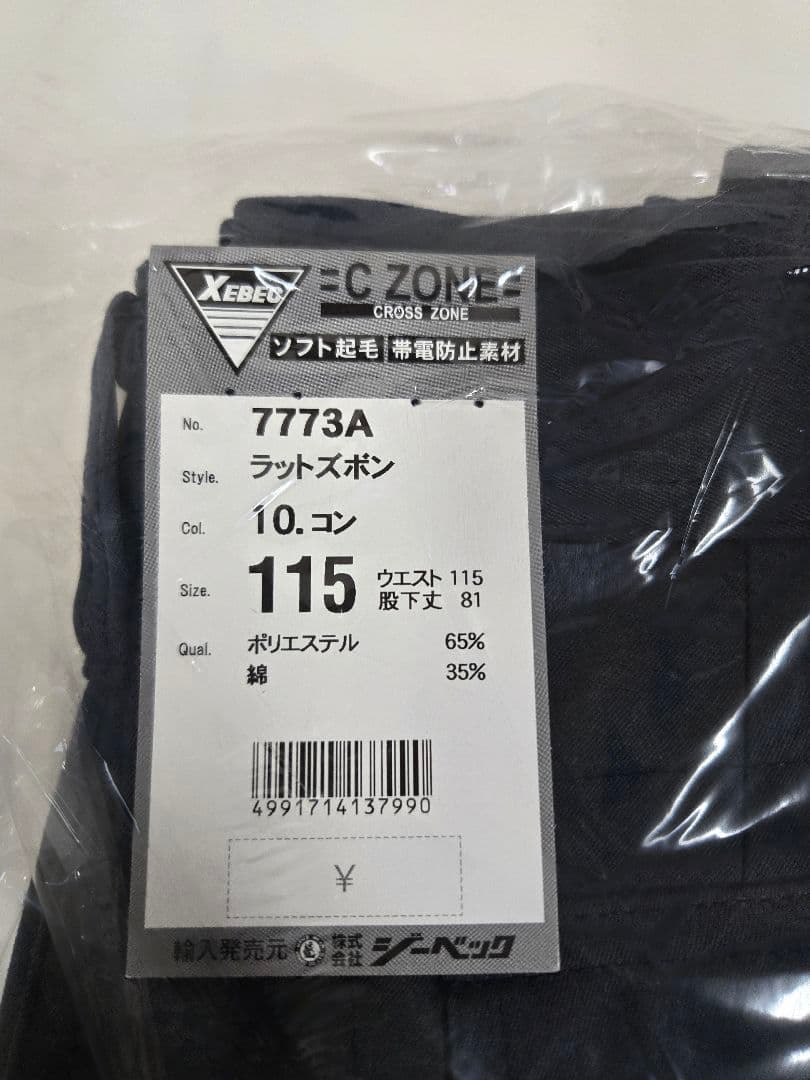 XEBEC
C ZONE
CROSS ZONE
ソフト起毛 帯電防止素材
No. 7773A
Style. ラットズボン
Col. 10.コン
Size. 115 ウエスト 115
股下丈 81
Qual. ポリエステル 65%
綿 35%
4991714137990
¥
輸入発売元 株式会社 ジーベック